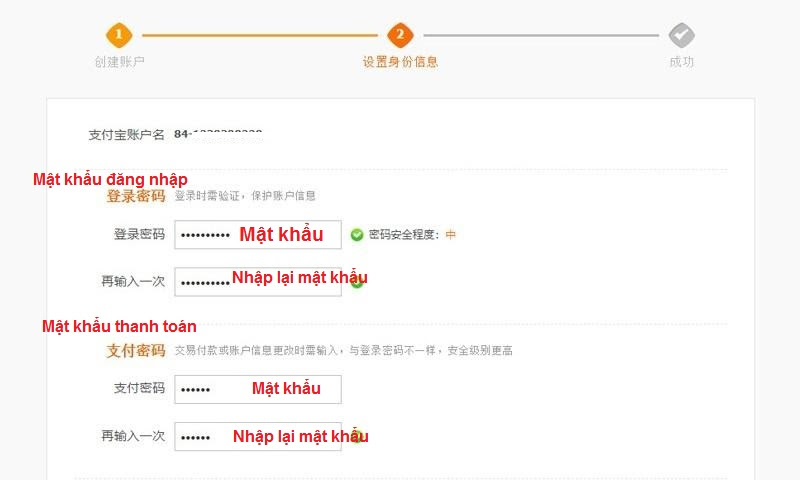 1 2
创建账户 设置身份信息 成功
支付宝账户名 84-
Mật khẩu đăng nhập
登录密码 登录时需验证，保护账户信息
登录密码 •••••••••• Mật khẩu 密码安全程度：中
再输入一次 •••••••••• Nhập lại mật khẩu
Mật khẩu thanh toán
支付密码 交易付款或账户信息更改时需输入，与登录密码不一样，安全级别更高
支付密码 •••••• Mật khẩu
再输入一次 •••••• Nhập lại mật khẩu